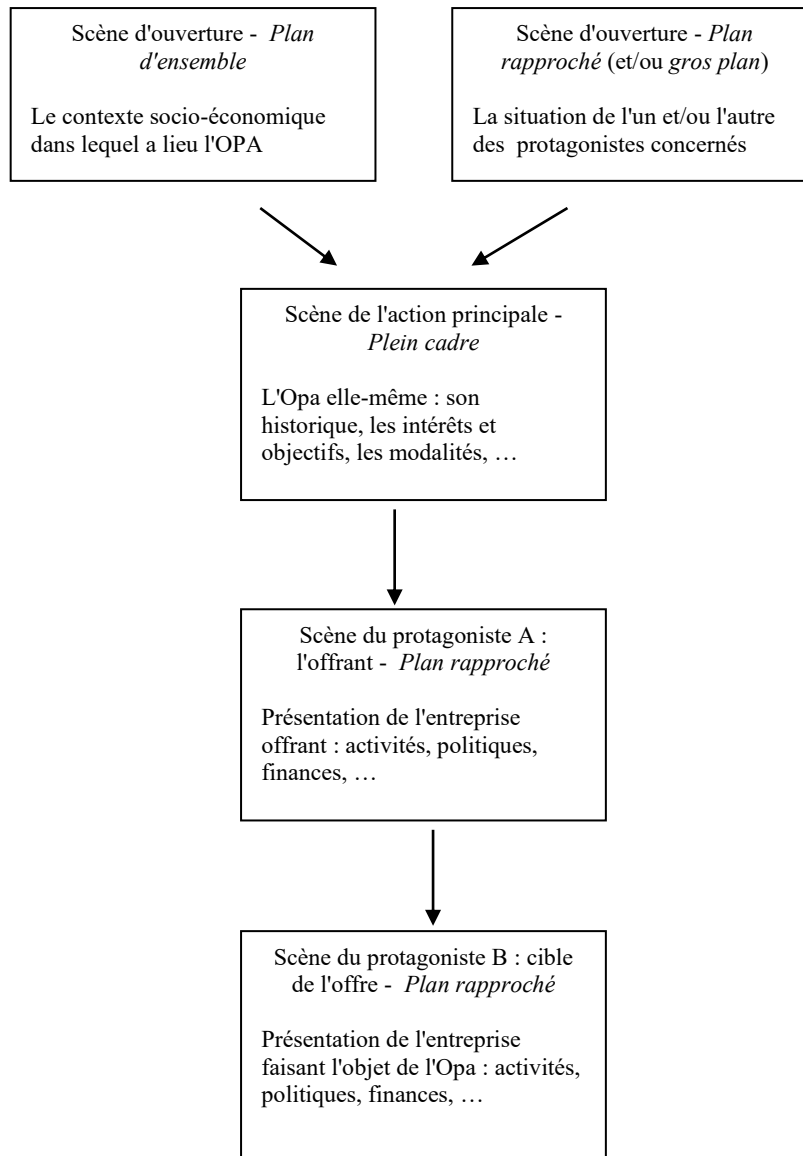 Scène d'ouverture - Plan
d'ensemble
Le contexte socio-économique
dans lequel a lieu l'OPA
Scène d'ouverture - Plan
rapproché (et/ou gros plan)
La situation de l'un et/ou l'autre
des protagonistes concernés
Scène de l'action principale -
Plein cadre
L'Opa elle-même : son
historique, les intérêts et
objectifs, les modalités, …
Scène du protagoniste A :
l'offrant - Plan rapproché
Présentation de l'entreprise
offrant : activités, politiques,
finances, …
Scène du protagoniste B : cible
de l'offre - Plan rapproché
Présentation de l'entreprise
faisant l'objet de l'Opa : activités,
politiques, finances, …